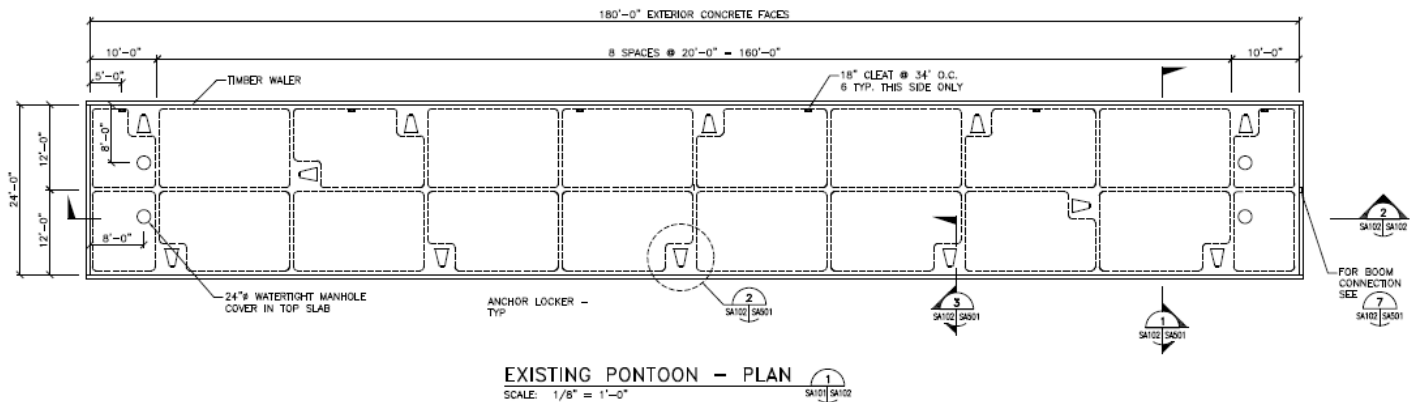 180'-0" EXTERIOR CONCRETE FACES
10'-0"
8 SPACES @ 20'-0" = 160'-0"
10'-0"
5'-0"
TIMBER WALER
18" CLEAT @ 34' O.C.
6 TYP. THIS SIDE ONLY
8'-0"
12'-0"
24'-0"
12'-0"
8'-0"
2
SA102 SA102
FOR BOOM
CONNECTION
SEE
7
SA102 SA501
24"ø WATERTIGHT MANHOLE
COVER IN TOP SLAB
ANCHOR LOCKER -
TYP
2
SA102 SA501
3
SA102 SA501
1
SA102 SA501
EXISTING PONTOON - PLAN
1
SA101 SA102
SCALE: 1/8" = 1'-0"